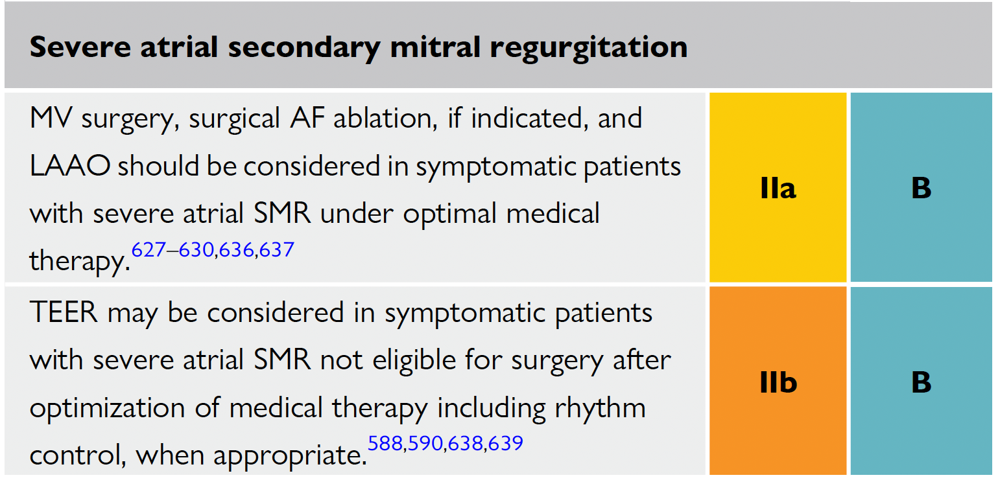 Severe atrial secondary mitral regurgitation
MV surgery, surgical AF ablation, if indicated, and
LAAO should be considered in symptomatic patients
with severe atrial SMR under optimal medical
therapy.627–630,636,637
IIa
B
TEER may be considered in symptomatic patients
with severe atrial SMR not eligible for surgery after
optimization of medical therapy including rhythm
control, when appropriate.588,590,638,639
IIb
B